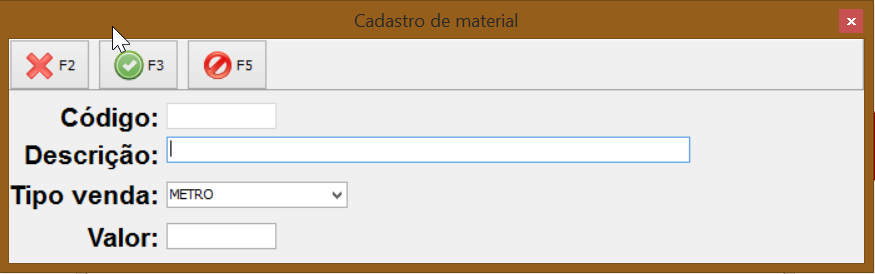 Cadastro de material
F2 F3 F5
Código:
Descrição:
Tipo venda: METRO
Valor: